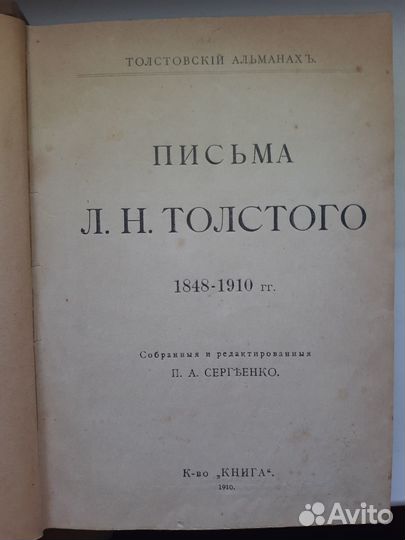 ТОЛСТОВСКІЙ АЛЬМАНАХЪ.
ПИСЬМА
Л. Н. ТОЛСТОГО
1848-1910 гг.
Собранныя и редактированныя
П. А. СЕРГѢЕНКО.
К-во „КНИГА“.
1910.
Avito